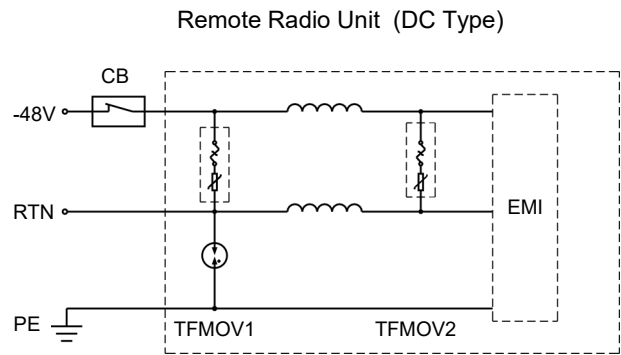 Remote Radio Unit (DC Type)
CB
-48V
RTN
EMI
PE
TFMOV1
TFMOV2